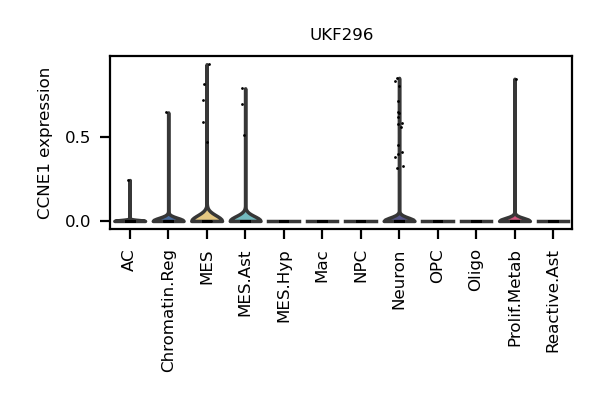 UKF296
CCNE1 expression
0.5
0.0
AC
Chromatin.Reg
MES
MES.Ast
MES.Hyp
Mac
NPC
Neuron
OPC
Oligo
Prolif.Metab
Reactive.Ast